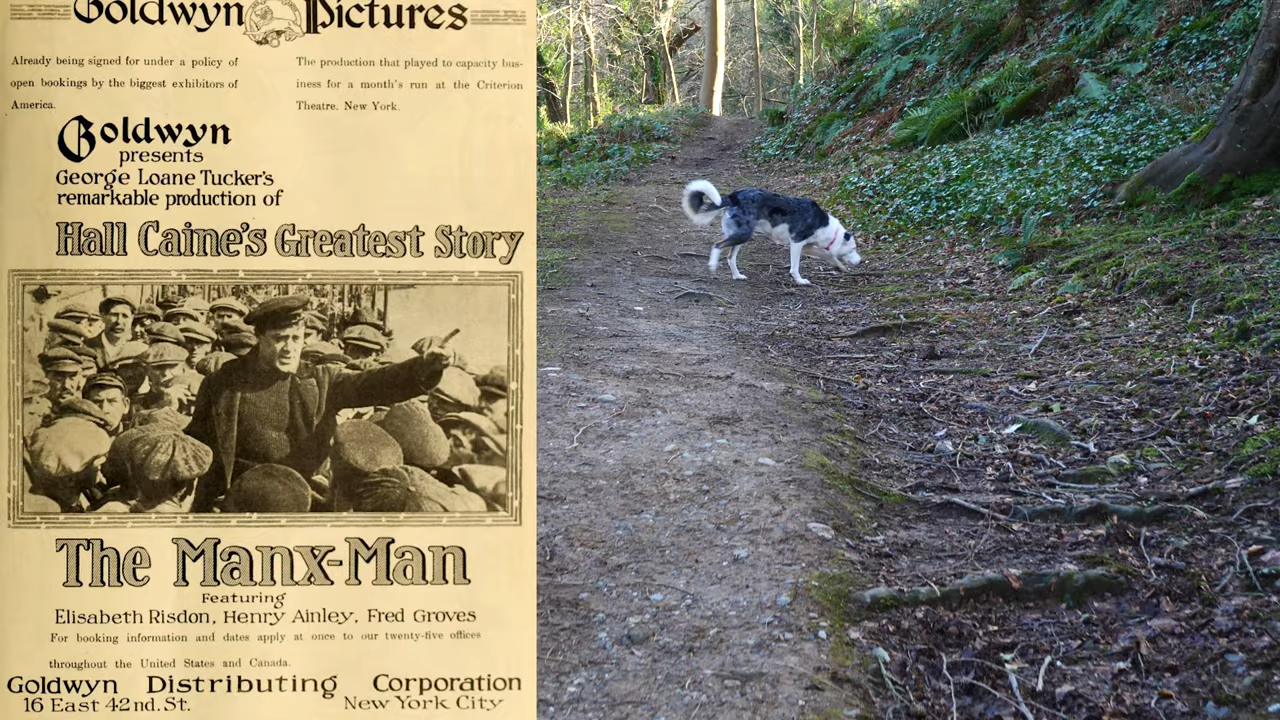 Goldwyn Pictures
Already being signed for under a policy of
open bookings by the biggest exhibitors of
America.
The production that played to capacity bus-
iness for a month's run at the Criterion
Theatre. New York.
Goldwyn
presents
George Loane Tucker's
remarkable production of
Hall Caine's Greatest Story
The Manx-Man
Featuring
Elisabeth Risdon, Henry Ainley, Fred Groves
For booking information and dates apply at once to our twenty-five offices
throughout the United States and Canada.
Goldwyn Distributing Corporation
16 East 42nd. St. New York City